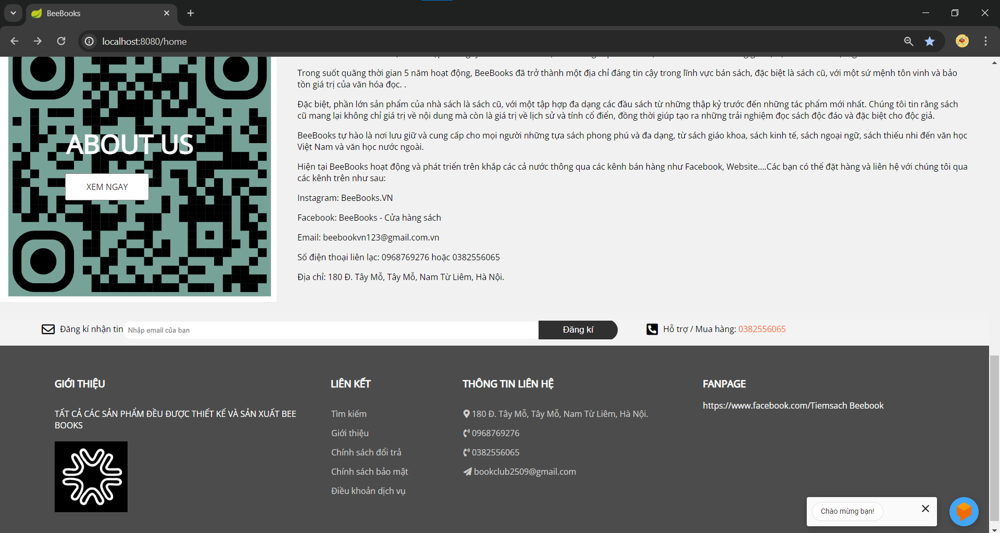 BeeBooks
localhost:8080/home
Trong suốt quãng thời gian 5 năm hoạt động, BeeBooks đã trở thành một địa chỉ đáng tin cậy trong lĩnh vực bán sách, đặc biệt là sách cũ, với một sứ mệnh tôn vinh và bảo
tồn giá trị của văn hóa đọc. .
Đặc biệt, phần lớn sản phẩm của nhà sách là sách cũ, với một tập hợp đa dạng các đầu sách từ những thập kỷ trước đến những tác phẩm mới nhất. Chúng tôi tin rằng sách
cũ mang lại không chỉ giá trị về nội dung mà còn là giá trị về lịch sử và tính cổ điển, đồng thời giúp tạo ra những trải nghiệm đọc sách độc đáo và đặc biệt cho độc giả.
BeeBooks tự hào là nơi lưu giữ và cung cấp cho mọi người những tựa sách phong phú và đa dạng, từ sách giáo khoa, sách kinh tế, sách ngoại ngữ, sách thiếu nhi đến văn học
Việt Nam và văn học nước ngoài.
Hiện tại BeeBooks hoạt động và phát triển trên khắp các cả nước thông qua các kênh bán hàng như Facebook, Website....Các bạn có thể đặt hàng và liên hệ với chúng tôi qua
các kênh trên như sau:
Instagram: BeeBooks.VN
Facebook: BeeBooks - Cửa hàng sách
Email: beebookvn123@gmail.com.vn
Số điện thoại liên lạc: 0968769276 hoặc 0382556065
Địa chỉ: 180 Đ. Tây Mỗ, Tây Mỗ, Nam Từ Liêm, Hà Nội.
ABOUT US
XEM NGAY
Đăng kí nhận tin
Nhập email của bạn
Đăng kí
Hỗ trợ / Mua hàng: 0382556065
GIỚI THIỆU
TẤT CẢ CÁC SẢN PHẨM ĐỀU ĐƯỢC THIẾT KẾ VÀ SẢN XUẤT BEE
BOOKS
LIÊN KẾT
Tìm kiếm
Giới thiệu
Chính sách đổi trả
Chính sách bảo mật
Điều khoản dịch vụ
THÔNG TIN LIÊN HỆ
180 Đ. Tây Mỗ, Tây Mỗ, Nam Từ Liêm, Hà Nội.
0968769276
0382556065
bookclub2509@gmail.com
FANPAGE
https://www.facebook.com/Tiemsach Beebook
Chào mừng bạn!